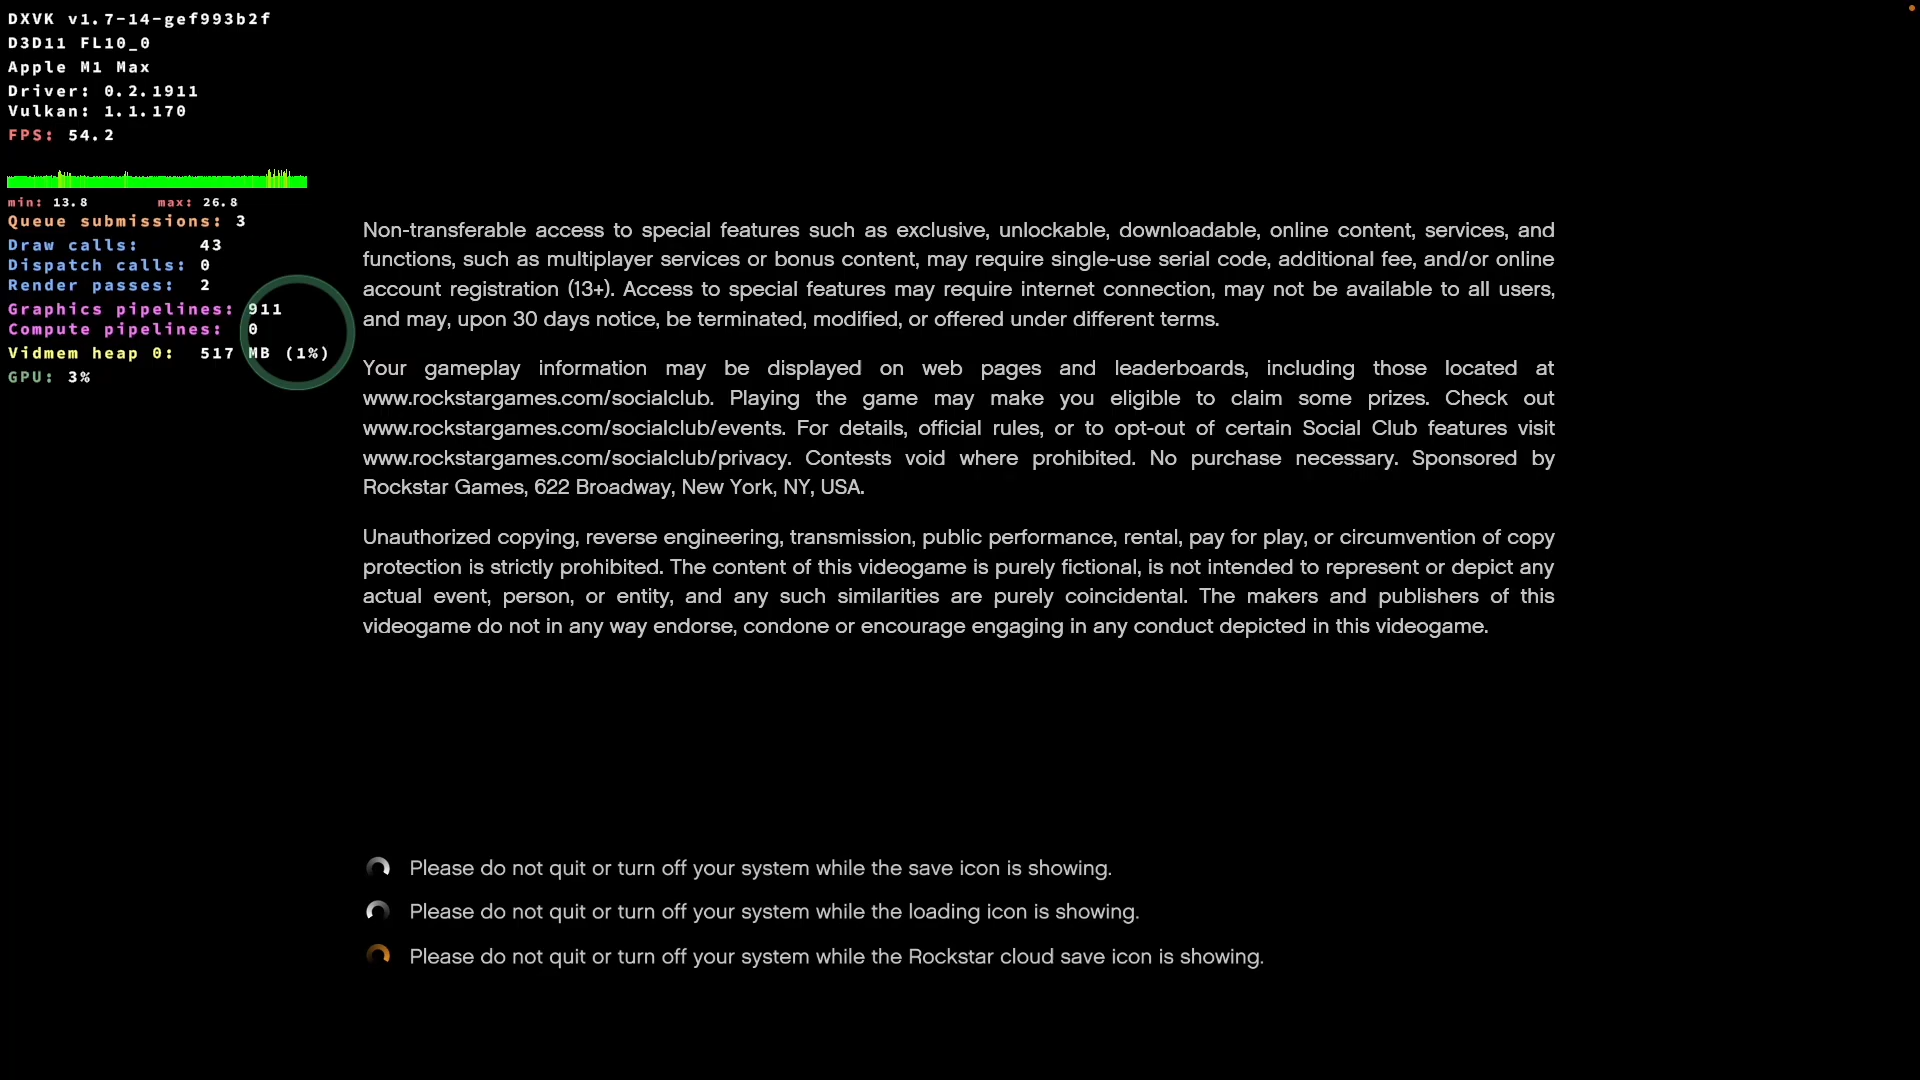 DXVK v1.7-14-gef993b2f
D3D11 FL10_0
Apple M1 Max
Driver: 0.2.1911
Vulkan: 1.1.170
FPS: 54.2
min: 13.8 max: 26.8
Queue submissions: 3
Draw calls: 43
Dispatch calls: 0
Render passes: 2
Graphics pipelines: 911
Compute pipelines: 0
Vidmem heap 0: 517 MB (1%)
GPU: 3%
Non-transferable access to special features such as exclusive, unlockable, downloadable, online content, services, and
functions, such as multiplayer services or bonus content, may require single-use serial code, additional fee, and/or online
account registration (13+). Access to special features may require internet connection, may not be available to all users,
and may, upon 30 days notice, be terminated, modified, or offered under different terms.
Your gameplay information may be displayed on web pages and leaderboards, including those located at
www.rockstargames.com/socialclub. Playing the game may make you eligible to claim some prizes. Check out
www.rockstargames.com/socialclub/events. For details, official rules, or to opt-out of certain Social Club features visit
www.rockstargames.com/socialclub/privacy. Contests void where prohibited. No purchase necessary. Sponsored by
Rockstar Games, 622 Broadway, New York, NY, USA.
Unauthorized copying, reverse engineering, transmission, public performance, rental, pay for play, or circumvention of copy
protection is strictly prohibited. The content of this videogame is purely fictional, is not intended to represent or depict any
actual event, person, or entity, and any such similarities are purely coincidental. The makers and publishers of this
videogame do not in any way endorse, condone or encourage engaging in any conduct depicted in this videogame.
Please do not quit or turn off your system while the save icon is showing.
Please do not quit or turn off your system while the loading icon is showing.
Please do not quit or turn off your system while the Rockstar cloud save icon is showing.